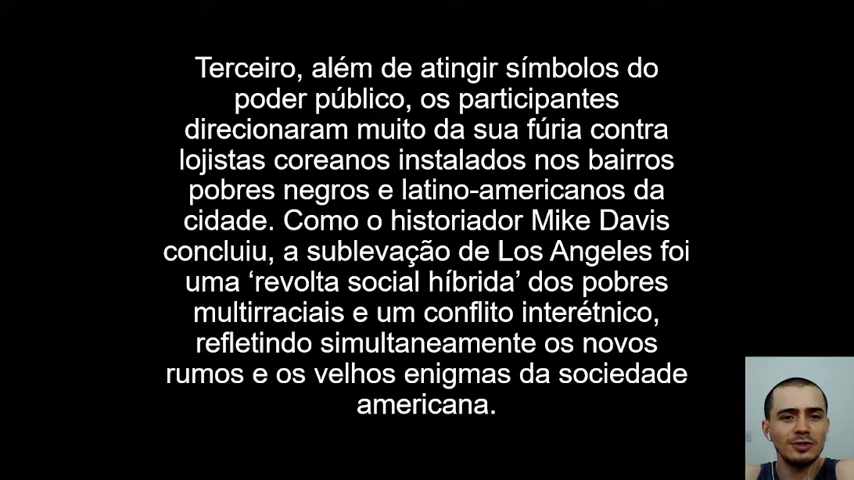 Terceiro, além de atingir símbolos do
poder público, os participantes
direcionaram muito da sua fúria contra
lojistas coreanos instalados nos bairros
pobres negros e latino-americanos da
cidade. Como o historiador Mike Davis
concluiu, a sublevação de Los Angeles foi
uma ‘revolta social híbrida’ dos pobres
multirraciais e um conflito interétnico,
refletindo simultaneamente os novos
rumos e os velhos enigmas da sociedade
americana.